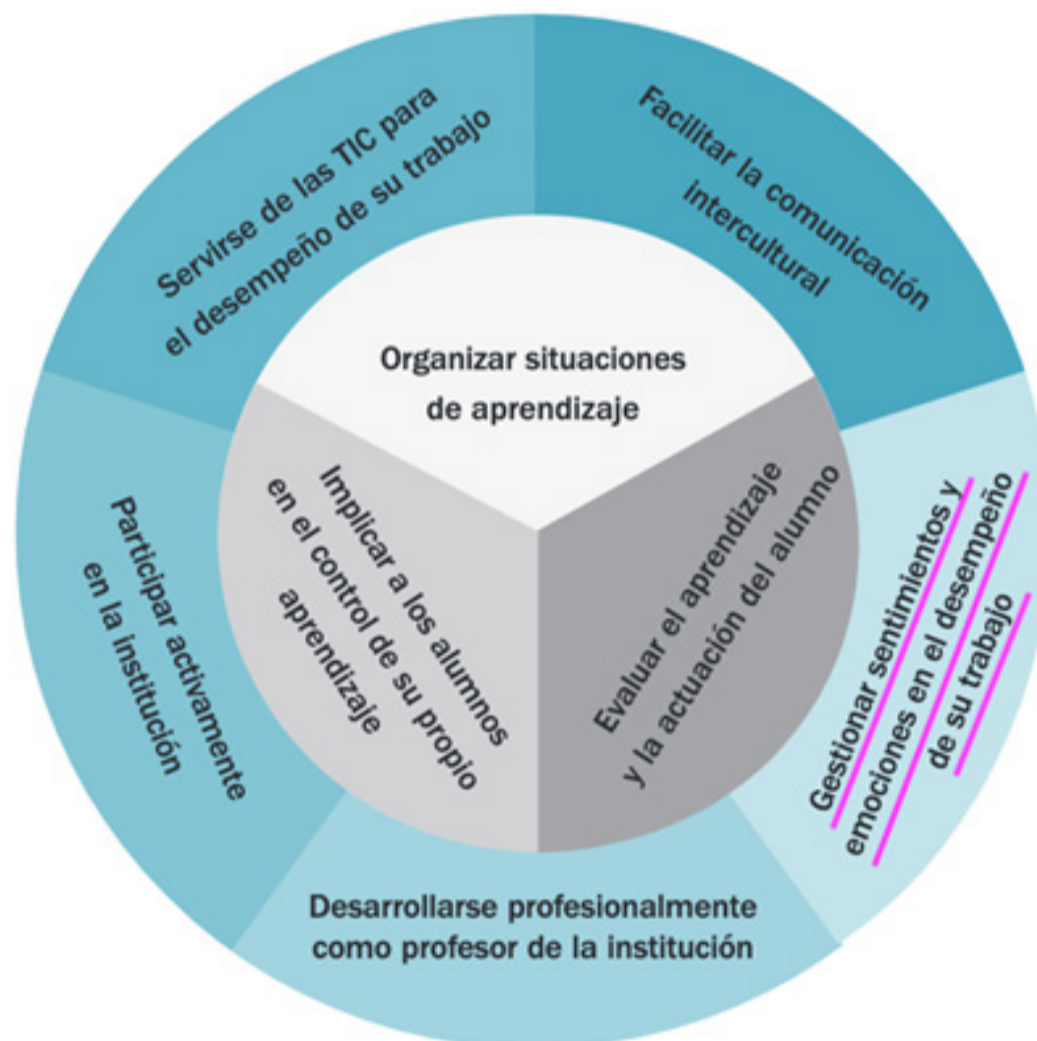 Servirse de las TIC para
el desempeño de su trabajo
Facilitar la comunicación
intercultural
Organizar situaciones
de aprendizaje
Implicar a los alumnos
en el control de su propio
aprendizaje
Evaluar el aprendizaje
y la actuación del alumno
Gestionar sentimientos y
emociones en el desempeño
de su trabajo
Participar activamente
en la institución
Desarrollarse profesionalmente
como profesor de la institución